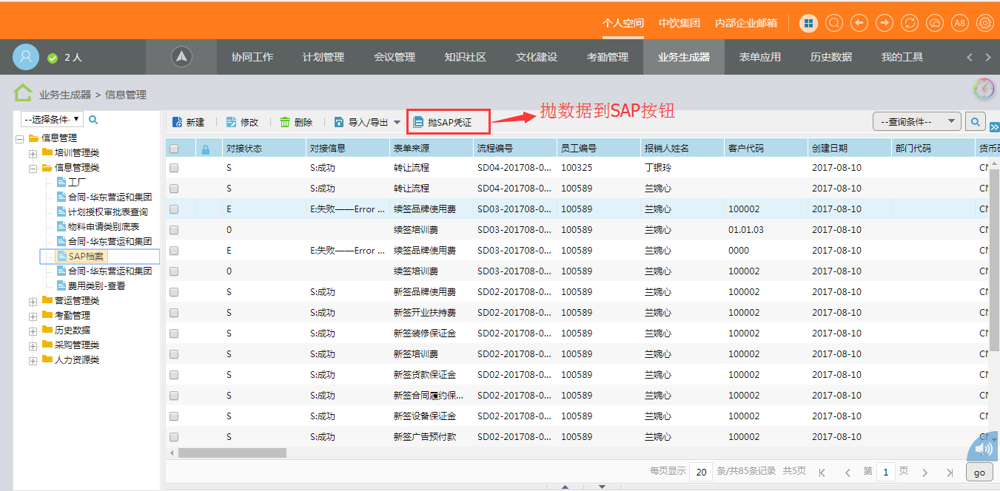 个人空间 中饮集团 内部企业邮箱 A8
2人 协同工作 计划管理 会议管理 知识社区 文化建设 考勤管理 业务生成器 表单应用 历史数据 我的工具
业务生成器 > 信息管理
抛数据到SAP按钮
--选择条件-
新建 修改 删除 导入/导出 抛SAP凭证 --查询条件--
信息管理
培训管理类
信息管理类
工厂
合同-华东营运和集团
计划授权审批表查询
物料申请类别底表
合同-华东营运和集团
SAP档案
合同-华东营运和集团
费用类别-查看
营运管理类
考勤管理
历史数据
采购管理类
人力资源类
对接状态 对接信息 表单来源 流程编号 员工编号 报销人姓名 客户代码 创建日期 部门代码 货币码
S S:成功 转让流程 SD04-201708-0... 100325 丁银玲 2017-08-10 CN
S S:成功 转让流程 SD04-201708-0... 100589 兰婉心 2017-08-10 CN
E E:失败——Error ... 续签品牌使用费 SD03-201708-0... 100589 兰婉心 100002 2017-08-10 CN
0 续签培训费 SD03-201708-0... 100589 兰婉心 01.01.03 2017-08-10 CN
E E:失败——Error ... 续签品牌使用费 SD03-201708-0... 100589 兰婉心 0000 2017-08-10 CN
0 续签培训费 SD03-201708-0... 100589 兰婉心 100002 2017-08-10 CN
S S:成功 新签品牌使用费 SD02-201708-0... 100589 兰婉心 100002 2017-08-10 CN
S S:成功 新签开业扶持费 SD02-201708-0... 100589 兰婉心 100002 2017-08-10 CN
S S:成功 新签装修保证金 SD02-201708-0... 100589 兰婉心 100002 2017-08-10 CN
S S:成功 新签培训费 SD02-201708-0... 100589 兰婉心 100002 2017-08-10 CN
S S:成功 新签货款保证金 SD02-201708-0... 100589 兰婉心 100002 2017-08-10 CN
S S:成功 新签合同履约保... SD02-201708-0... 100589 兰婉心 100002 2017-08-10 CN
S S:成功 新签设备保证金 SD02-201708-0... 100589 兰婉心 100002 2017-08-10 CN
S S:成功 新签广告预付款 SD02-201708-0... 100589 兰婉心 100002 2017-08-10 CN
每页显示 20 条/共85条记录 共5页 第 1 页 go